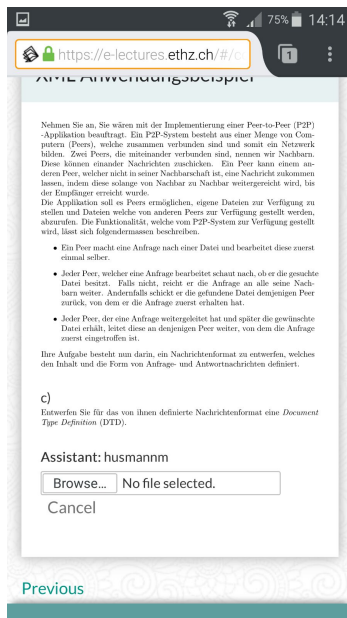 75% 14:14
https://e-lectures.ethz.ch/#/
1
XML Anwendungsbeispiel
Nehmen Sie an, Sie wären mit der Implementierung einer Peer-to-Peer (P2P)
-Applikation beauftragt. Ein P2P-System besteht aus einer Menge von Com-
putern (Peers), welche zusammen verbunden sind und somit ein Netzwerk
bilden. Zwei Peers, die miteinander verbunden sind, nennen wir Nachbarn.
Diese können einander Nachrichten zuschicken. Ein Peer kann einem an-
deren Peer, welcher nicht in seiner Nachbarschaft ist, eine Nachricht zukommen
lassen, indem diese solange von Nachbar zu Nachbar weitergereicht wird, bis
der Empfänger erreicht wurde.
Die Applikation soll es Peers ermöglichen, eigene Dateien zur Verfügung zu
stellen und Dateien welche von anderen Peers zur Verfügung gestellt werden,
abzurufen. Die Funktionalität, welche vom P2P-System zur Verfügung gestellt
wird, lässt sich folgendermassen beschreiben.
• Ein Peer macht eine Anfrage nach einer Datei und bearbeitet diese zuerst
einmal selber.
• Jeder Peer, welcher eine Anfrage bearbeitet schaut nach, ob er die gesuchte
Datei besitzt. Falls nicht, reicht er die Anfrage an alle seine Nach-
barn weiter. Andernfalls schickt er die gefundene Datei demjenigen Peer
zurück, von dem er die Anfrage zuerst erhalten hat.
• Jeder Peer, der eine Anfrage weitergeleitet hat und später die gewünschte
Datei erhält, leitet diese an denjenigen Peer weiter, von dem die Anfrage
zuerst eingetroffen ist.
Ihre Aufgabe besteht nun darin, ein Nachrichtenformat zu entwerfen, welches
den Inhalt und die Form von Anfrage- und Antwortnachrichten definiert.
c)
Entwerfen Sie für das von ihnen definierte Nachrichtenformat eine Document
Type Definition (DTD).
Assistant: husmannm
Browse... No file selected.
Cancel
Previous